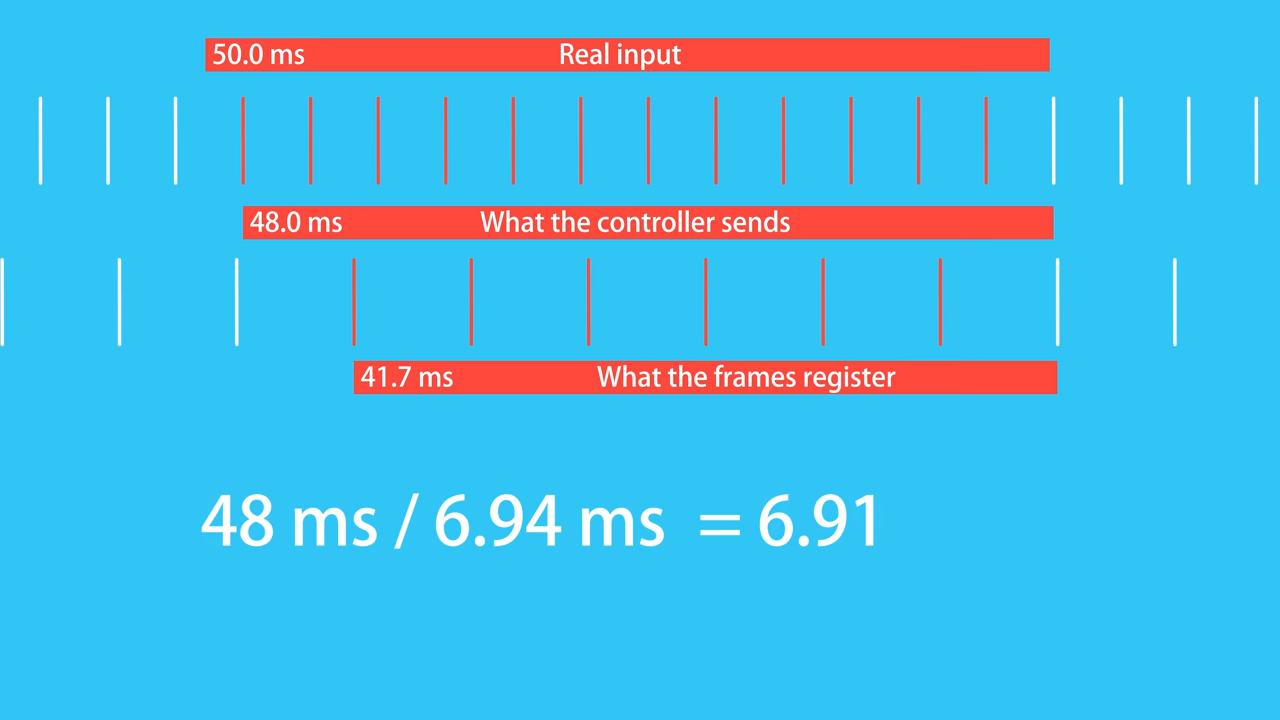 50.0 ms Real input
48.0 ms What the controller sends
41.7 ms What the frames register
48 ms / 6.94 ms = 6.91